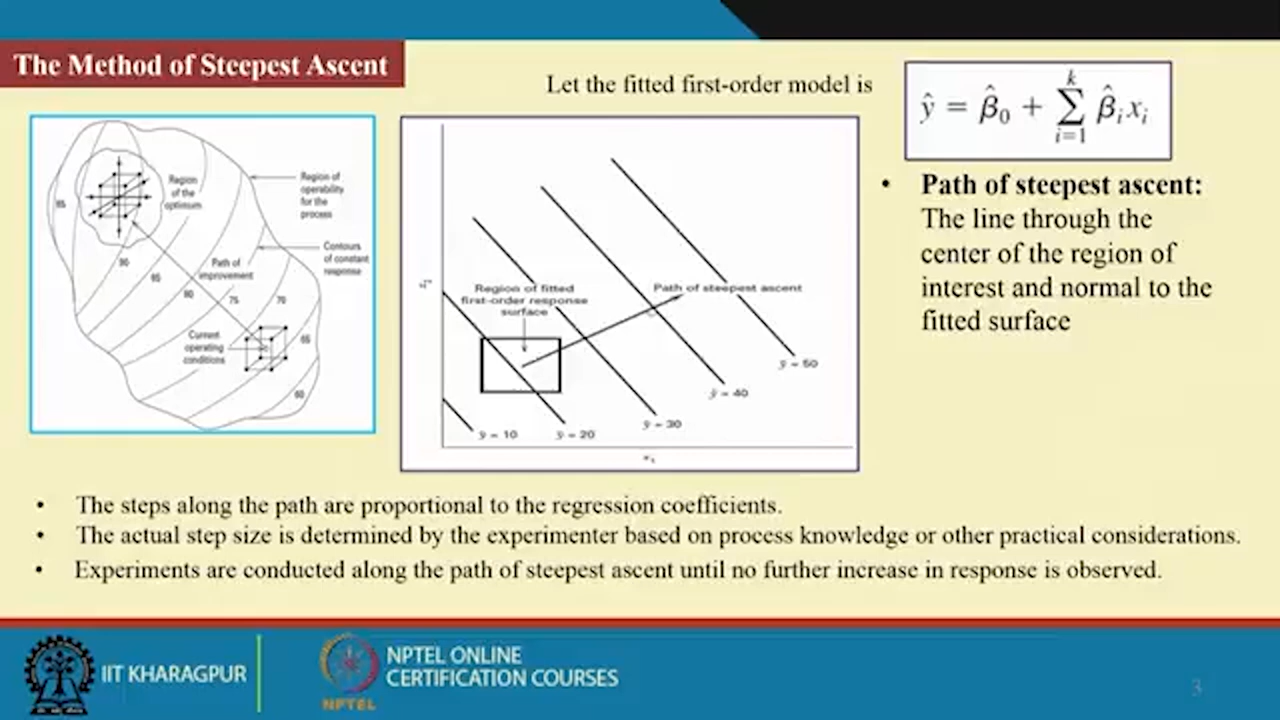 The Method of Steepest Ascent
Let the fitted first-order model is
ŷ = β̂₀ + Σ β̂ᵢxᵢ
k
i=1
Region
of the
optimum
Region of
operability
for the
process
Contours
of constant
response
Path of
improvement
Current
operating
conditions
90
95
90
75
70
65
60
Region of fitted
first-order response
surface
Path of steepest ascent
ŷ = 10
ŷ = 20
ŷ = 30
ŷ = 40
ŷ = 50
x₁
• Path of steepest ascent:
The line through the
center of the region of
interest and normal to the
fitted surface
• The steps along the path are proportional to the regression coefficients.
• The actual step size is determined by the experimenter based on process knowledge or other practical considerations.
• Experiments are conducted along the path of steepest ascent until no further increase in response is observed.
IIT KHARAGPUR
NPTEL
NPTEL ONLINE
CERTIFICATION COURSES
3